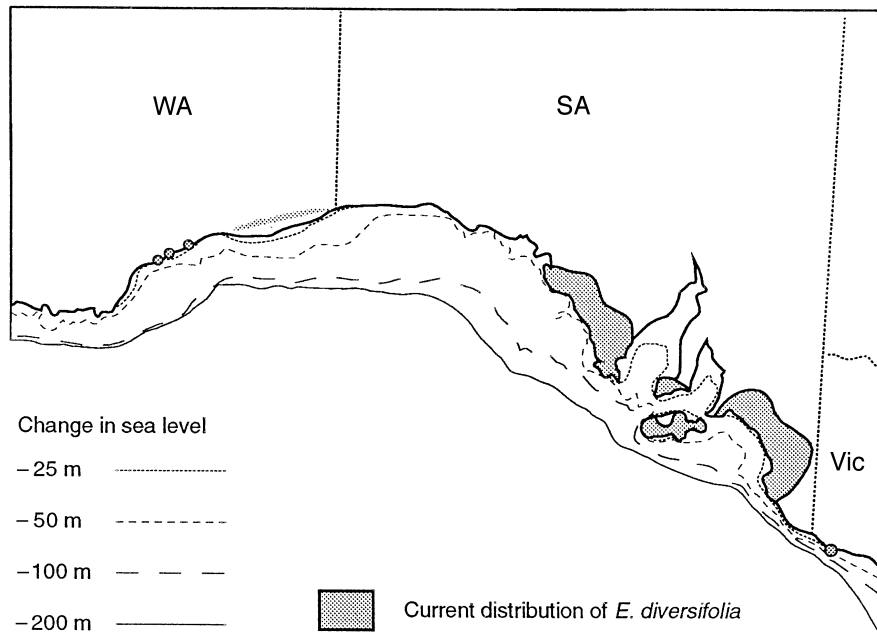 WA
SA
Vic
Change in sea level
−25 m
−50 m
−100 m
−200 m
Current distribution of E. diversifolia